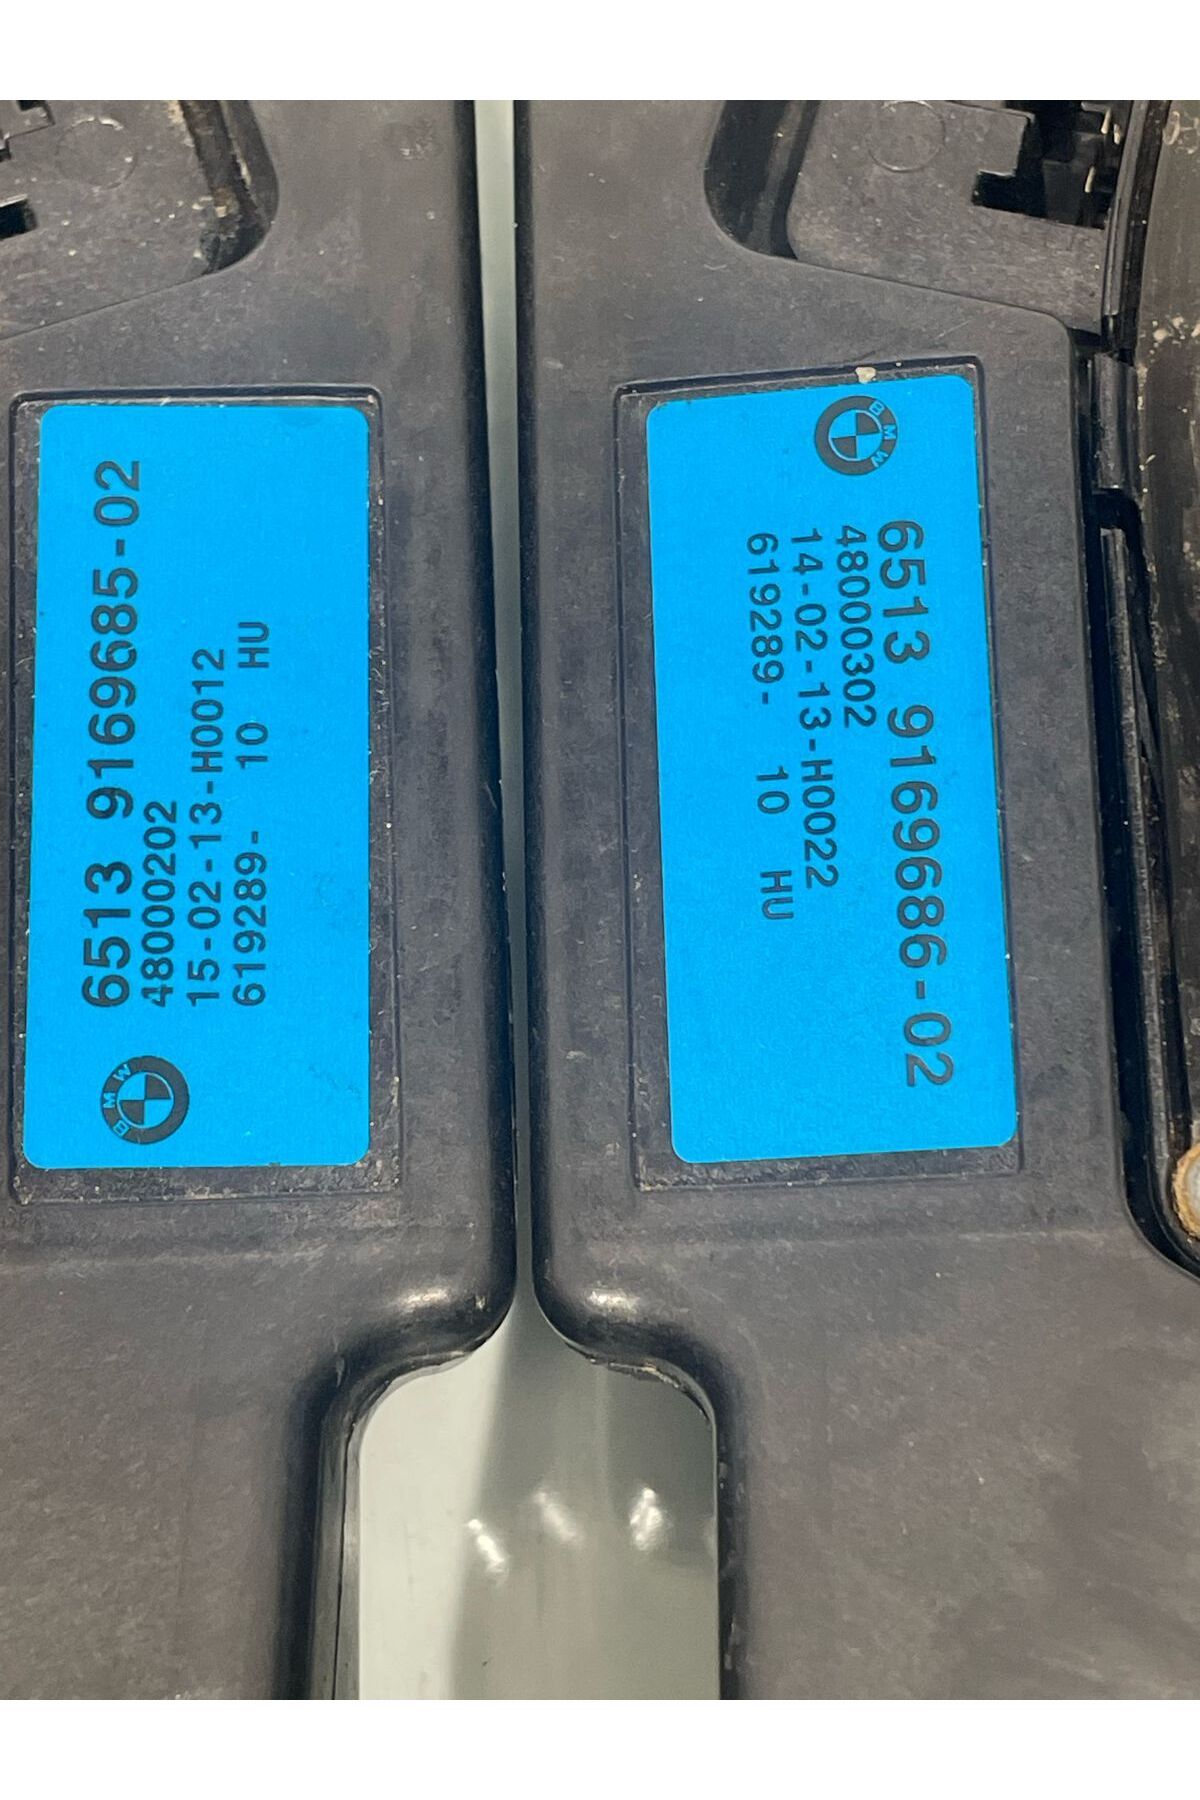 6513 9169685-02
48000202
15-02-13-H0012
619289- 10 HU
BMW
BMW
6513 9169686-02
48000302
14-02-13-H0022
619289- 10 HU